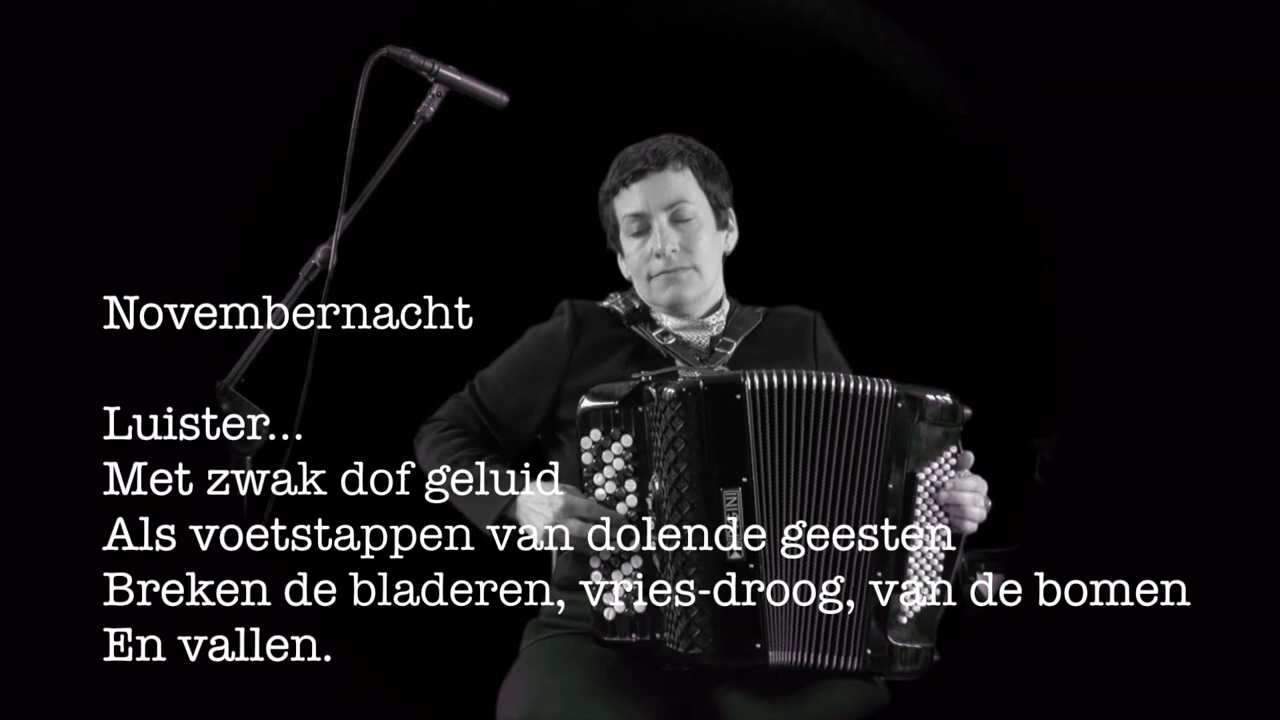 Novembernacht
Luister...
Met zwak dof geluid
Als voetstappen van dolende geesten
Breken de bladeren, vries-droog, van de bomen
En vallen.